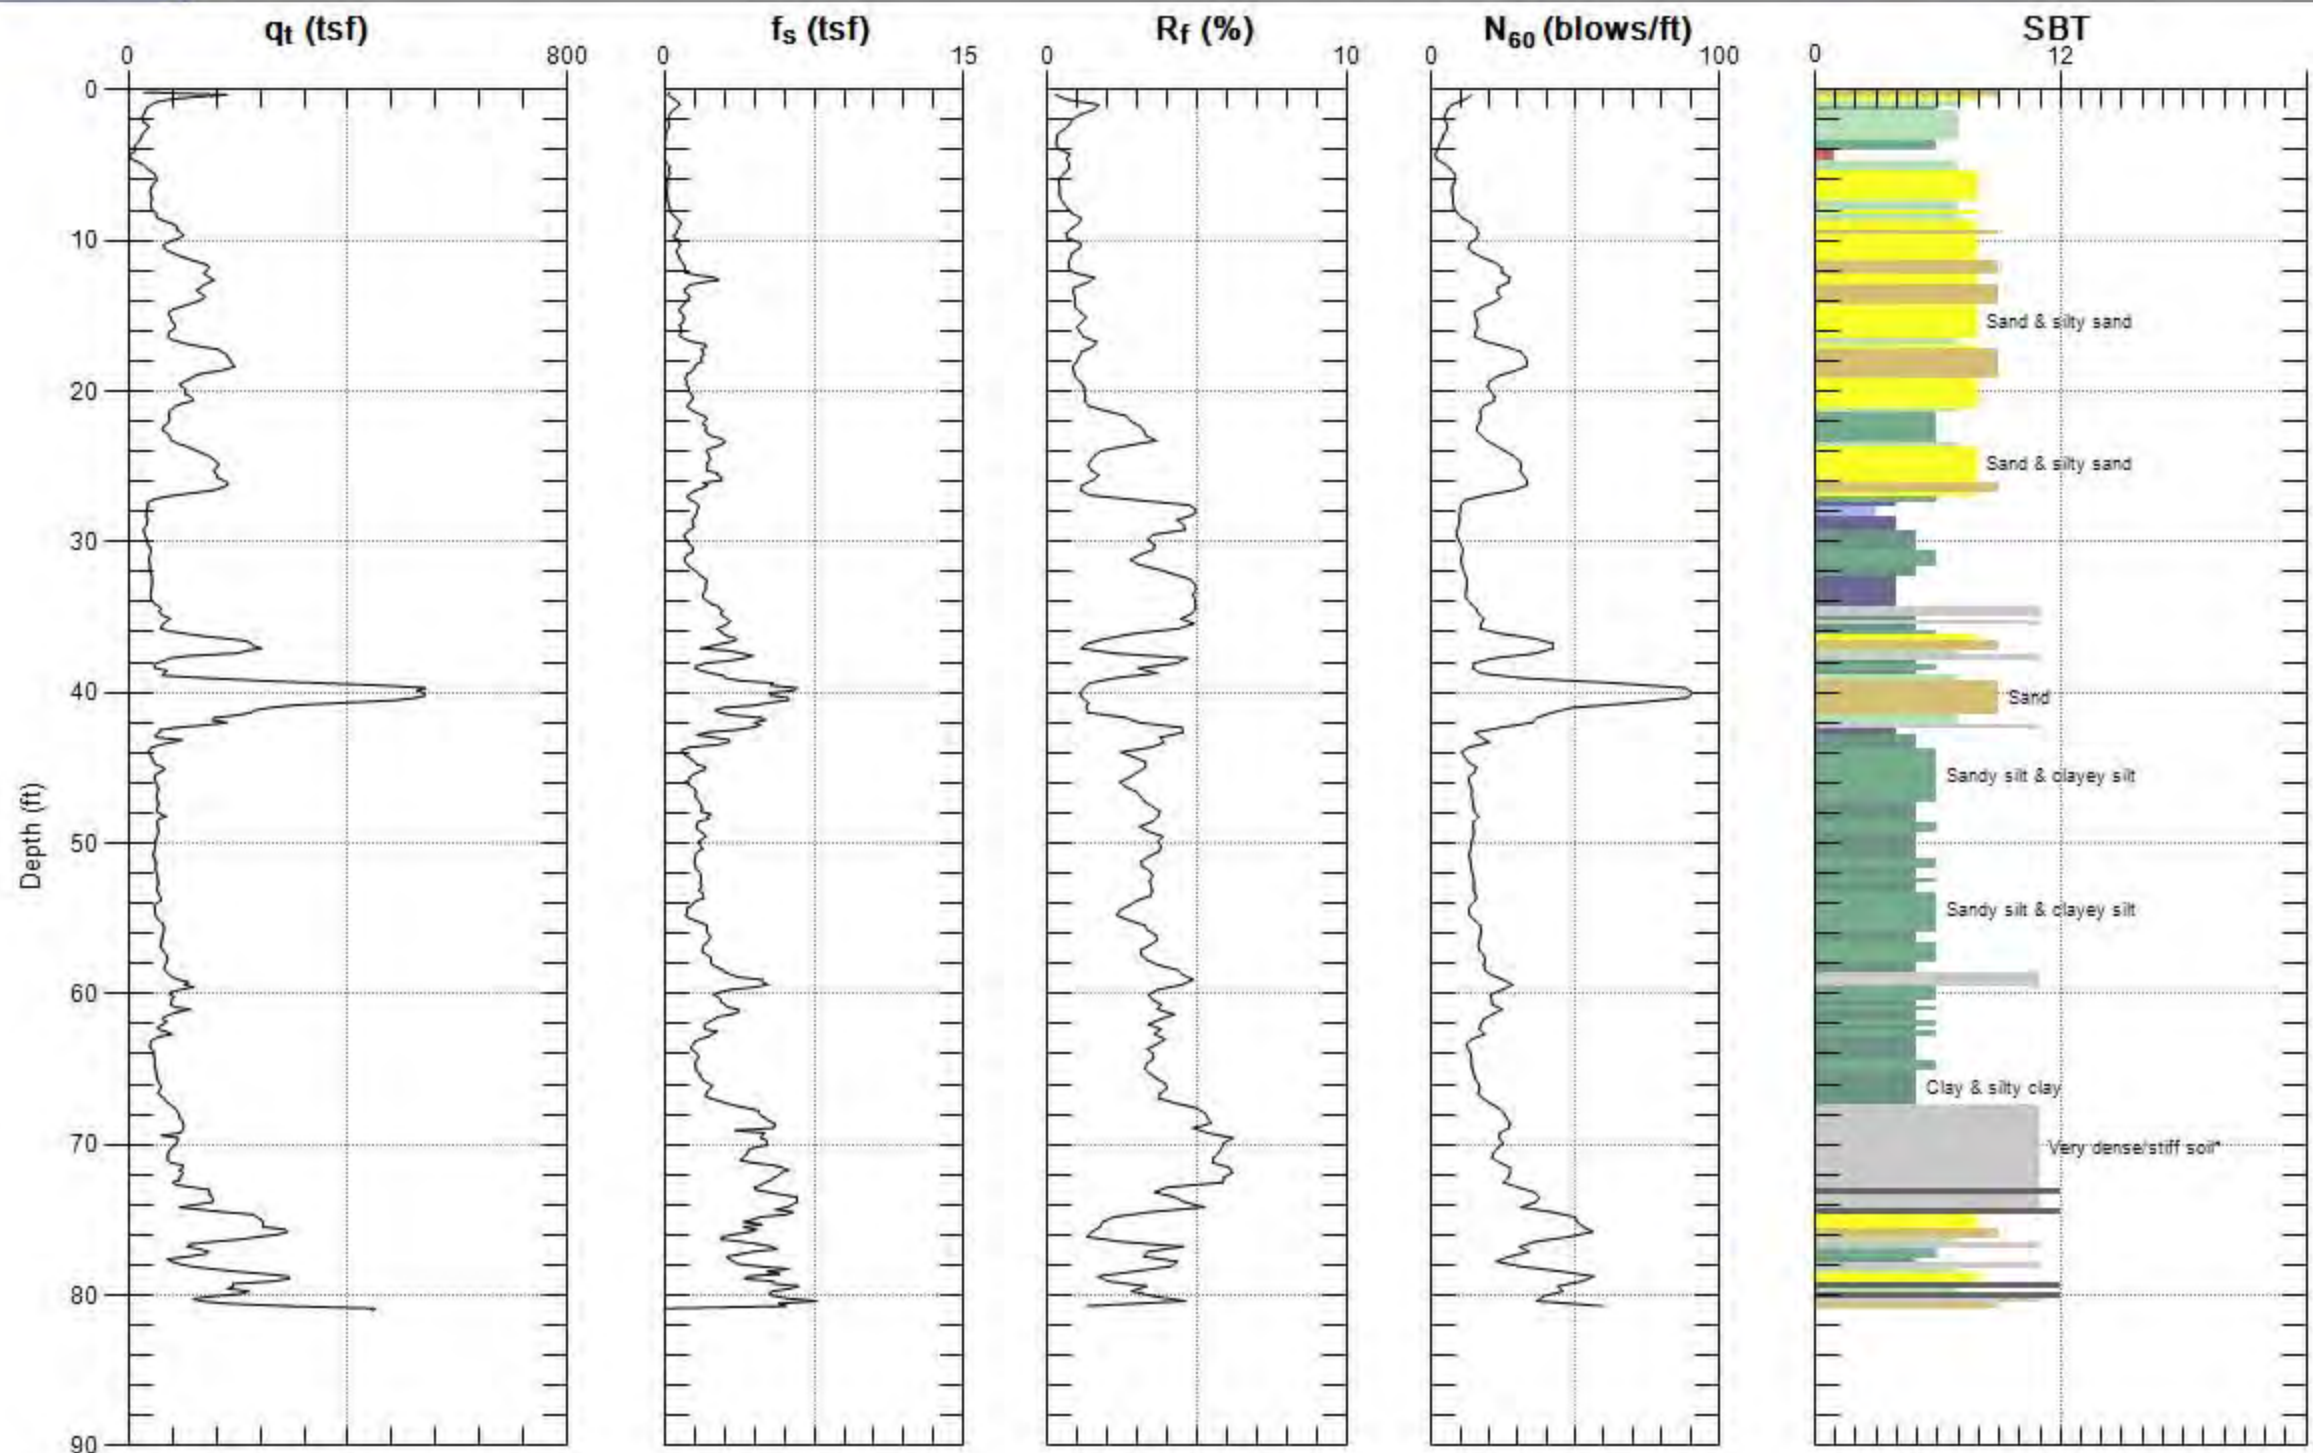 qt (tsf) fs (tsf) Rf (%) N60 (blows/ft) SBT
0 800 0 15 0 10 0 100 0 12
0
10
Sand & silty sand
20
Sand & silty sand
30
40
Sand
Sandy silt & clayey silt
Depth (ft)
50
Sandy silt & clayey silt
60
Clay & silty clay
70
Very dense/stiff soil*
80
90